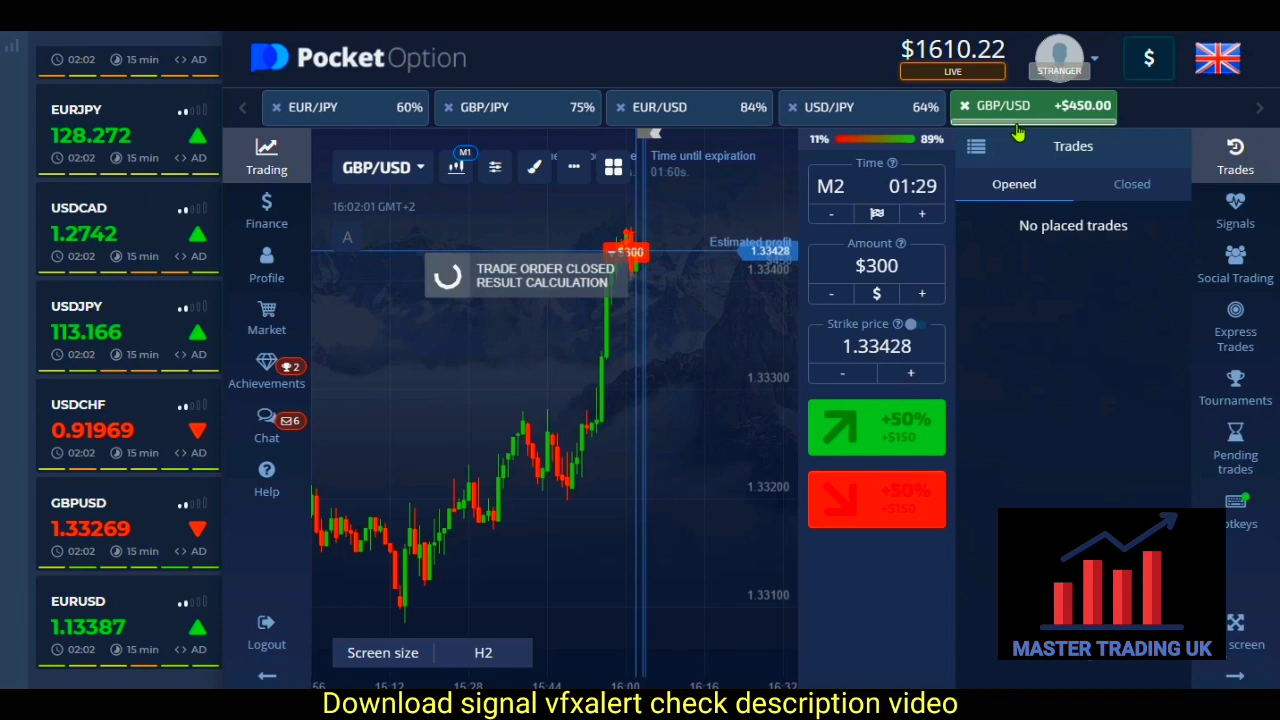 02:02 15 min <> AD
EURJPY
128.272
02:02 15 min <> AD
USDCAD
1.2742
02:02 15 min <> AD
USDJPY
113.166
02:02 15 min <> AD
USDCHF
0.91969
02:02 15 min <> AD
GBPUSD
1.33269
02:02 15 min <> AD
EURUSD
1.13387
02:02 15 min <> AD
PocketOption
$1610.22
LIVE
STRANGER
$
EUR/JPY 60%
GBP/JPY 75%
EUR/USD 84%
USD/JPY 64%
GBP/USD +$450.00
Trading
Finance
Profile
Market
Achievements
2
Chat
6
Help
Logout
GBP/USD
M1
Time until expiration
01:60s.
16:02:01 GMT+2
A
Estimated profit
$300
1.33428
1.33400
TRADE ORDER CLOSED
RESULT CALCULATION
1.33300
1.33200
1.33100
Screen size H2
56 15:12 15:28 15:44 16:00 16:16 16:32
11% 89%
Time
M2 01:29
- +
Amount
$300
- $ +
Strike price
1.33428
- +
+50%
+$150
+50%
+$150
Trades
Opened Closed
No placed trades
Trades
Signals
Social Trading
Express
Trades
Tournaments
Pending
trades
otkeys
screen
MASTER TRADING UK
Download signal vfxalert check description video